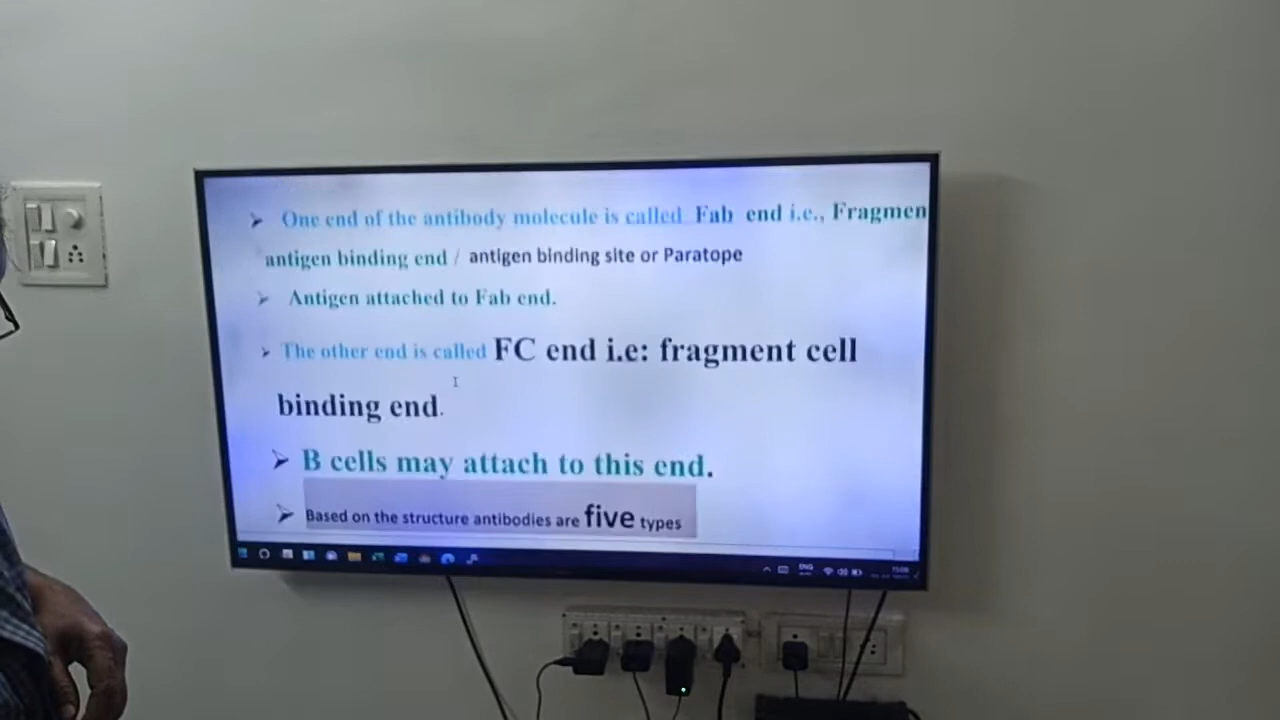 ➢ One end of the antibody molecule is called Fab end i.e., Fragmen
antigen binding end / antigen binding site or Paratope
➢ Antigen attached to Fab end.
➢ The other end is called FC end i.e: fragment cell
binding end.
➢ B cells may attach to this end.
➢ Based on the structure antibodies are five types
ENG